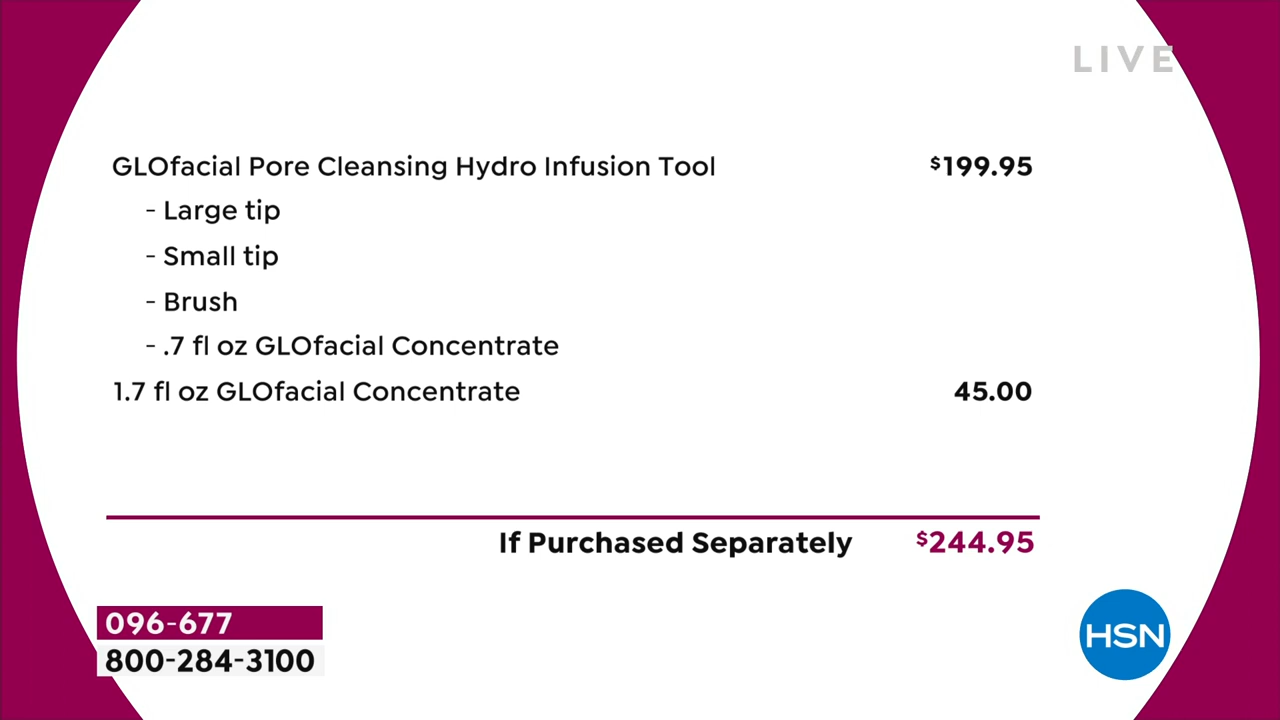 LIVE
GLOfacial Pore Cleansing Hydro Infusion Tool $199.95
- Large tip
- Small tip
- Brush
- .7 fl oz GLOfacial Concentrate
1.7 fl oz GLOfacial Concentrate 45.00
If Purchased Separately $244.95
096-677
800-284-3100
HSN